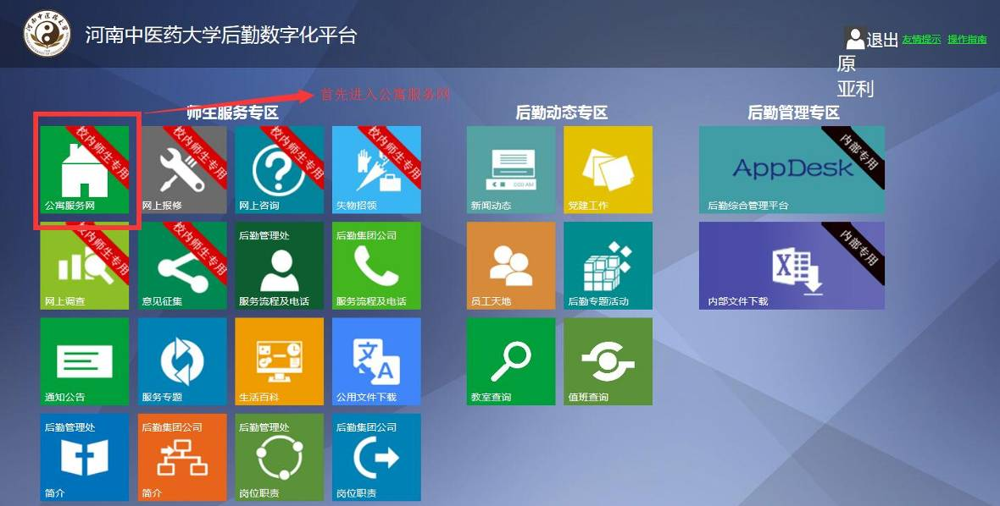 河南中医药大学后勤数字化平台
退出 友情提示 操作指南
原
亚利
首先进入公寓服务网
师生服务专区
校内师生专用
公寓服务网
校内师生专用
网上报修
校内师生专用
网上咨询
校内师生专用
失物招领
校内师生专用
网上调查
校内师生专用
意见征集
后勤管理处
服务流程及电话
后勤集团公司
服务流程及电话
通知公告
服务专题
生活百科
文
A
公用文件下载
后勤管理处
简介
后勤集团公司
简介
后勤管理处
岗位职责
后勤集团公司
岗位职责
后勤动态专区
新闻动态
党建工作
员工天地
后勤专题活动
教室查询
值班查询
后勤管理专区
内部专用
AppDesk
后勤综合管理平台
内部专用
X
内部文件下载